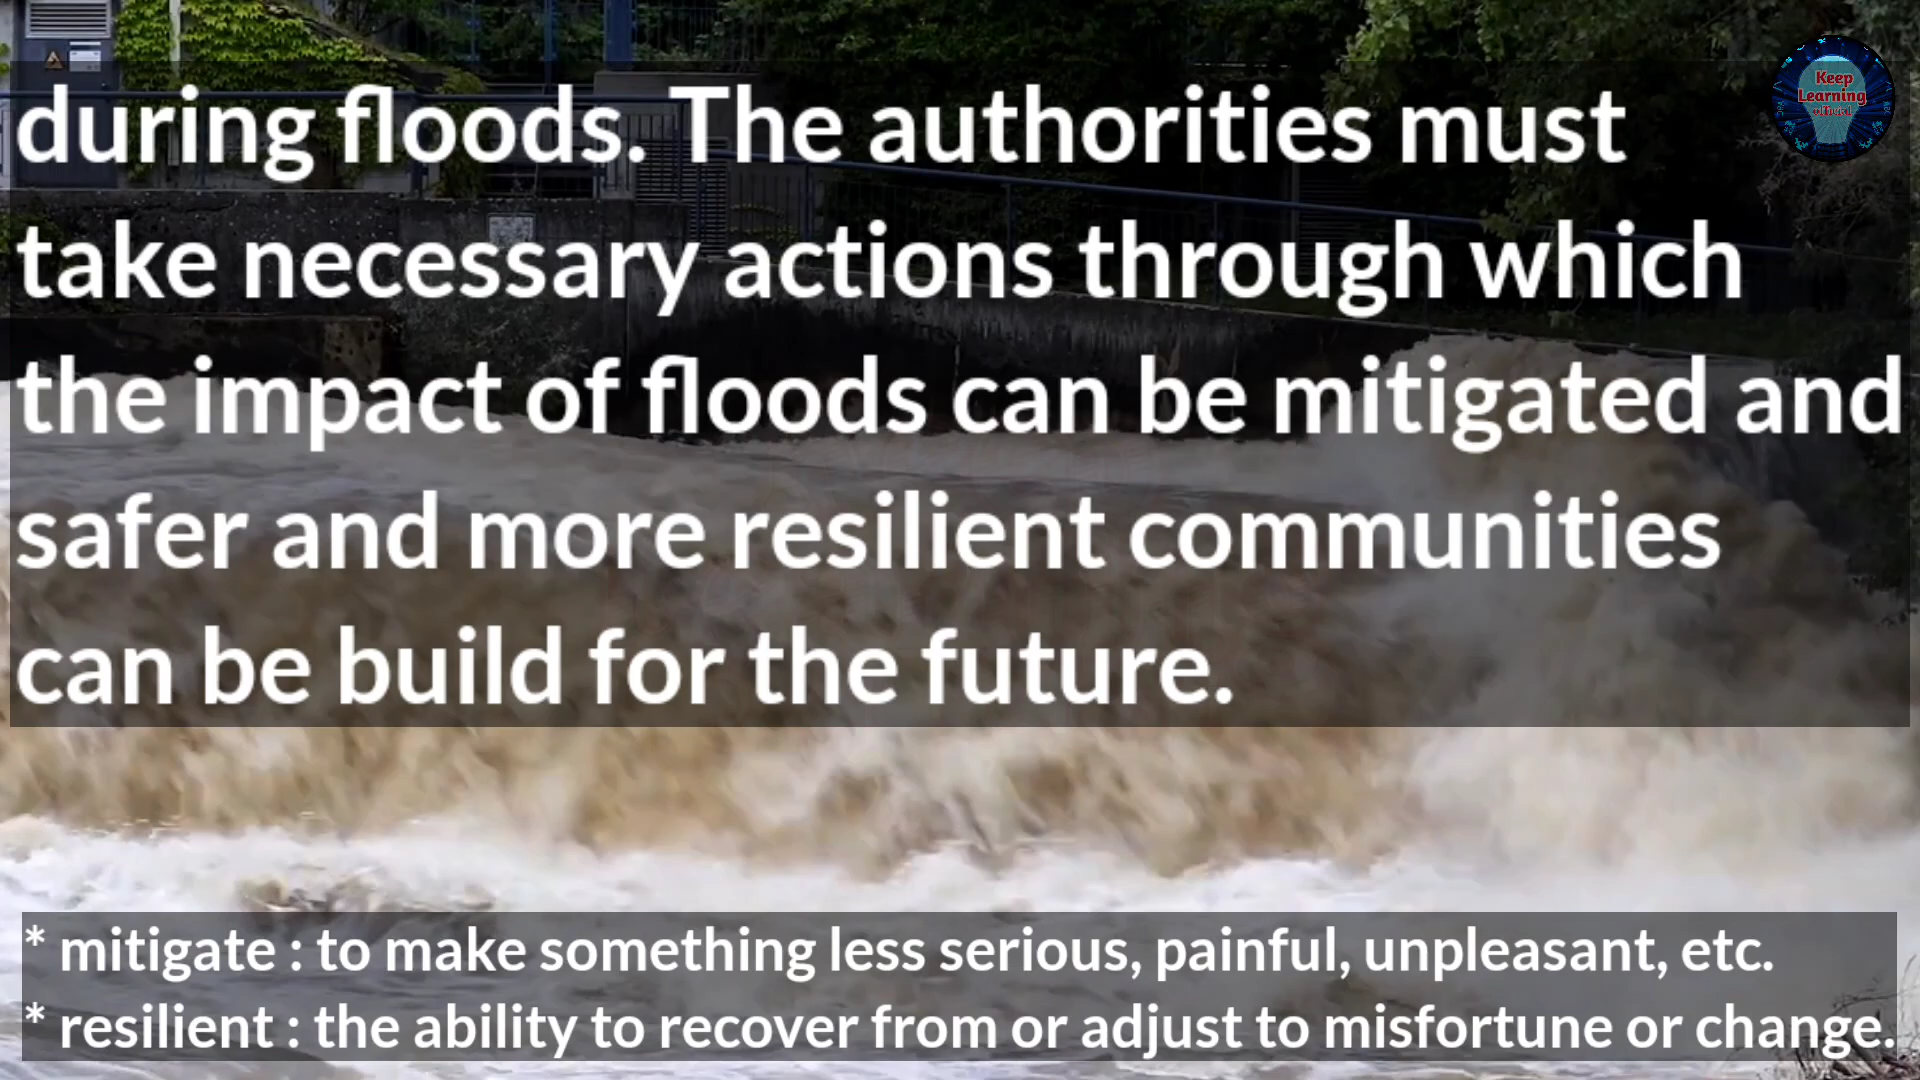 Keep
Learning
official
during floods. The authorities must
take necessary actions through which
the impact of floods can be mitigated and
safer and more resilient communities
can be build for the future.
* mitigate : to make something less serious, painful, unpleasant, etc.
* resilient : the ability to recover from or adjust to misfortune or change.